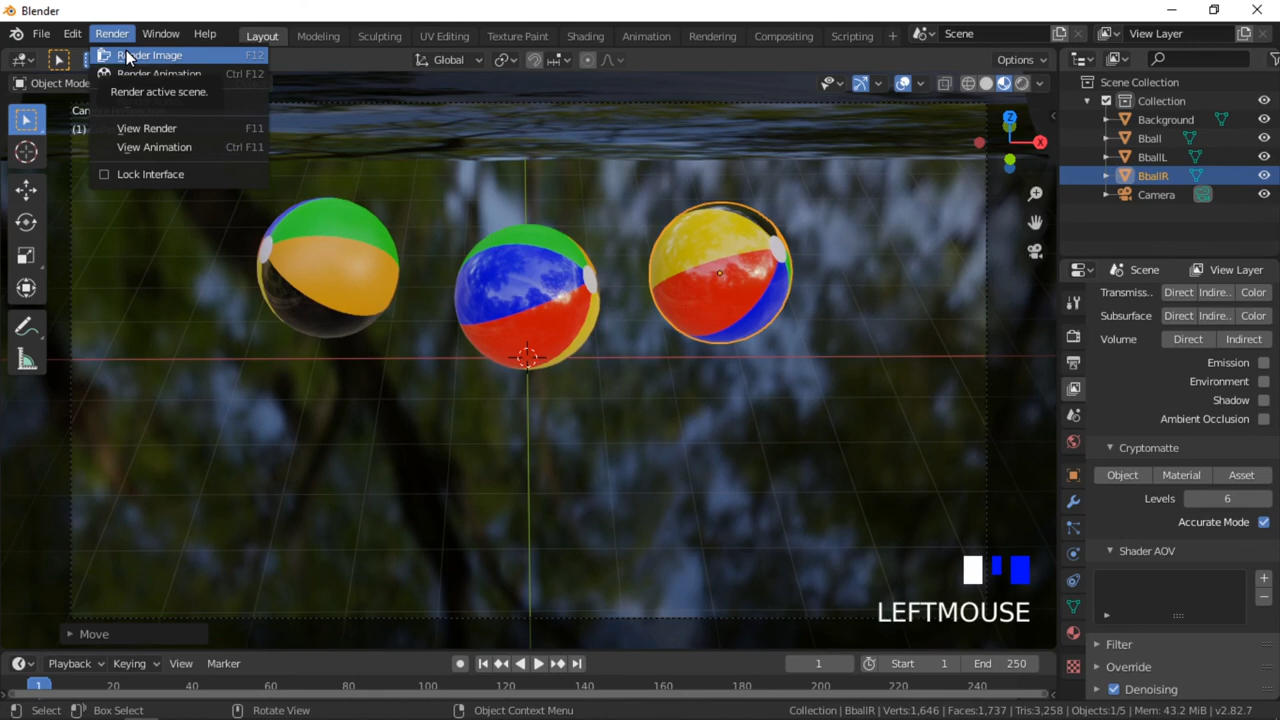 Blender
File Edit Render Window Help Layout Modeling Sculpting UV Editing Texture Paint Shading Animation Rendering Compositing Scripting + Scene View Layer
Render Image F12
Render Animation Ctrl F12
Render active scene.
View Render F11
View Animation Ctrl F11
Lock Interface
Object Mode
Global
Options
(1)
Z
X
Move
LEFTMOUSE
Scene Collection
Collection
Background
Bball
BballL
BballR
Camera
Scene View Layer
Transmiss.. Direct Indire.. Color
Subsurface Direct Indire.. Color
Volume Direct Indirect
Emission
Environment
Shadow
Ambient Occlusion
Cryptomatte
Object Material Asset
Levels 6
Accurate Mode
Shader AOV
Filter
Override
Denoising
Playback Keying View Marker 1 Start 1 End 250
1 20 40 60 80 100 120 140 160 180 200 220 240
Select Box Select Rotate View Object Context Menu Collection | BballR | Verts:1,646 | Faces:1,737 | Tris:3,258 | Objects:1/5 | Mem: 43.2 MiB | v2.82.7